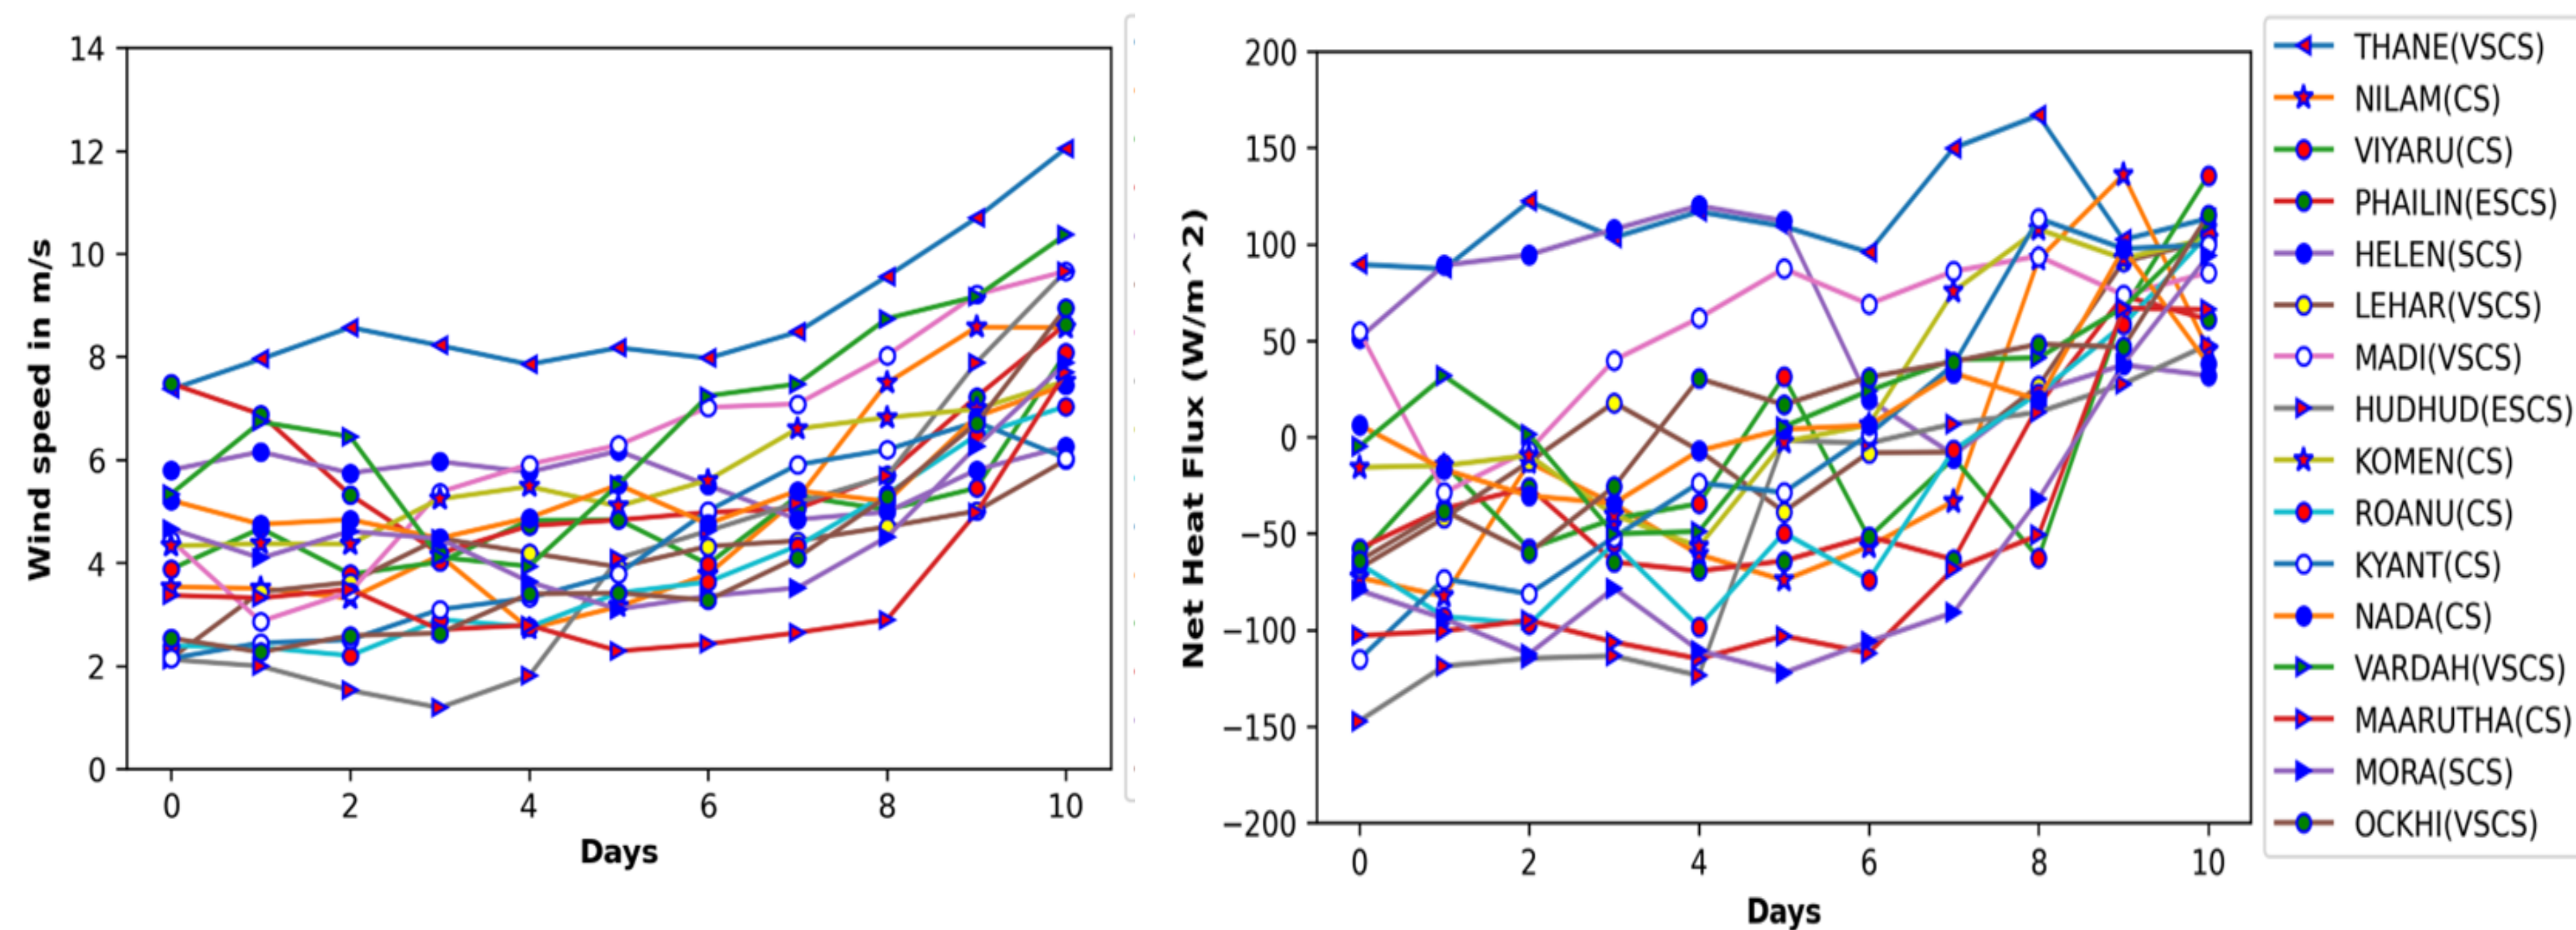 14
12
10
8
6
4
2
0
Wind speed in m/s
0 2 4 6 8 10
Days
200
150
100
50
0
−50
−100
−150
−200
Net Heat Flux (W/m^2)
0 2 4 6 8 10
Days
THANE(VSCS)
NILAM(CS)
VIYARU(CS)
PHAILIN(ESCS)
HELEN(SCS)
LEHAR(VSCS)
MADI(VSCS)
HUDHUD(ESCS)
KOMEN(CS)
ROANU(CS)
KYANT(CS)
NADA(CS)
VARDAH(VSCS)
MAARUTHA(CS)
MORA(SCS)
OCKHI(VSCS)